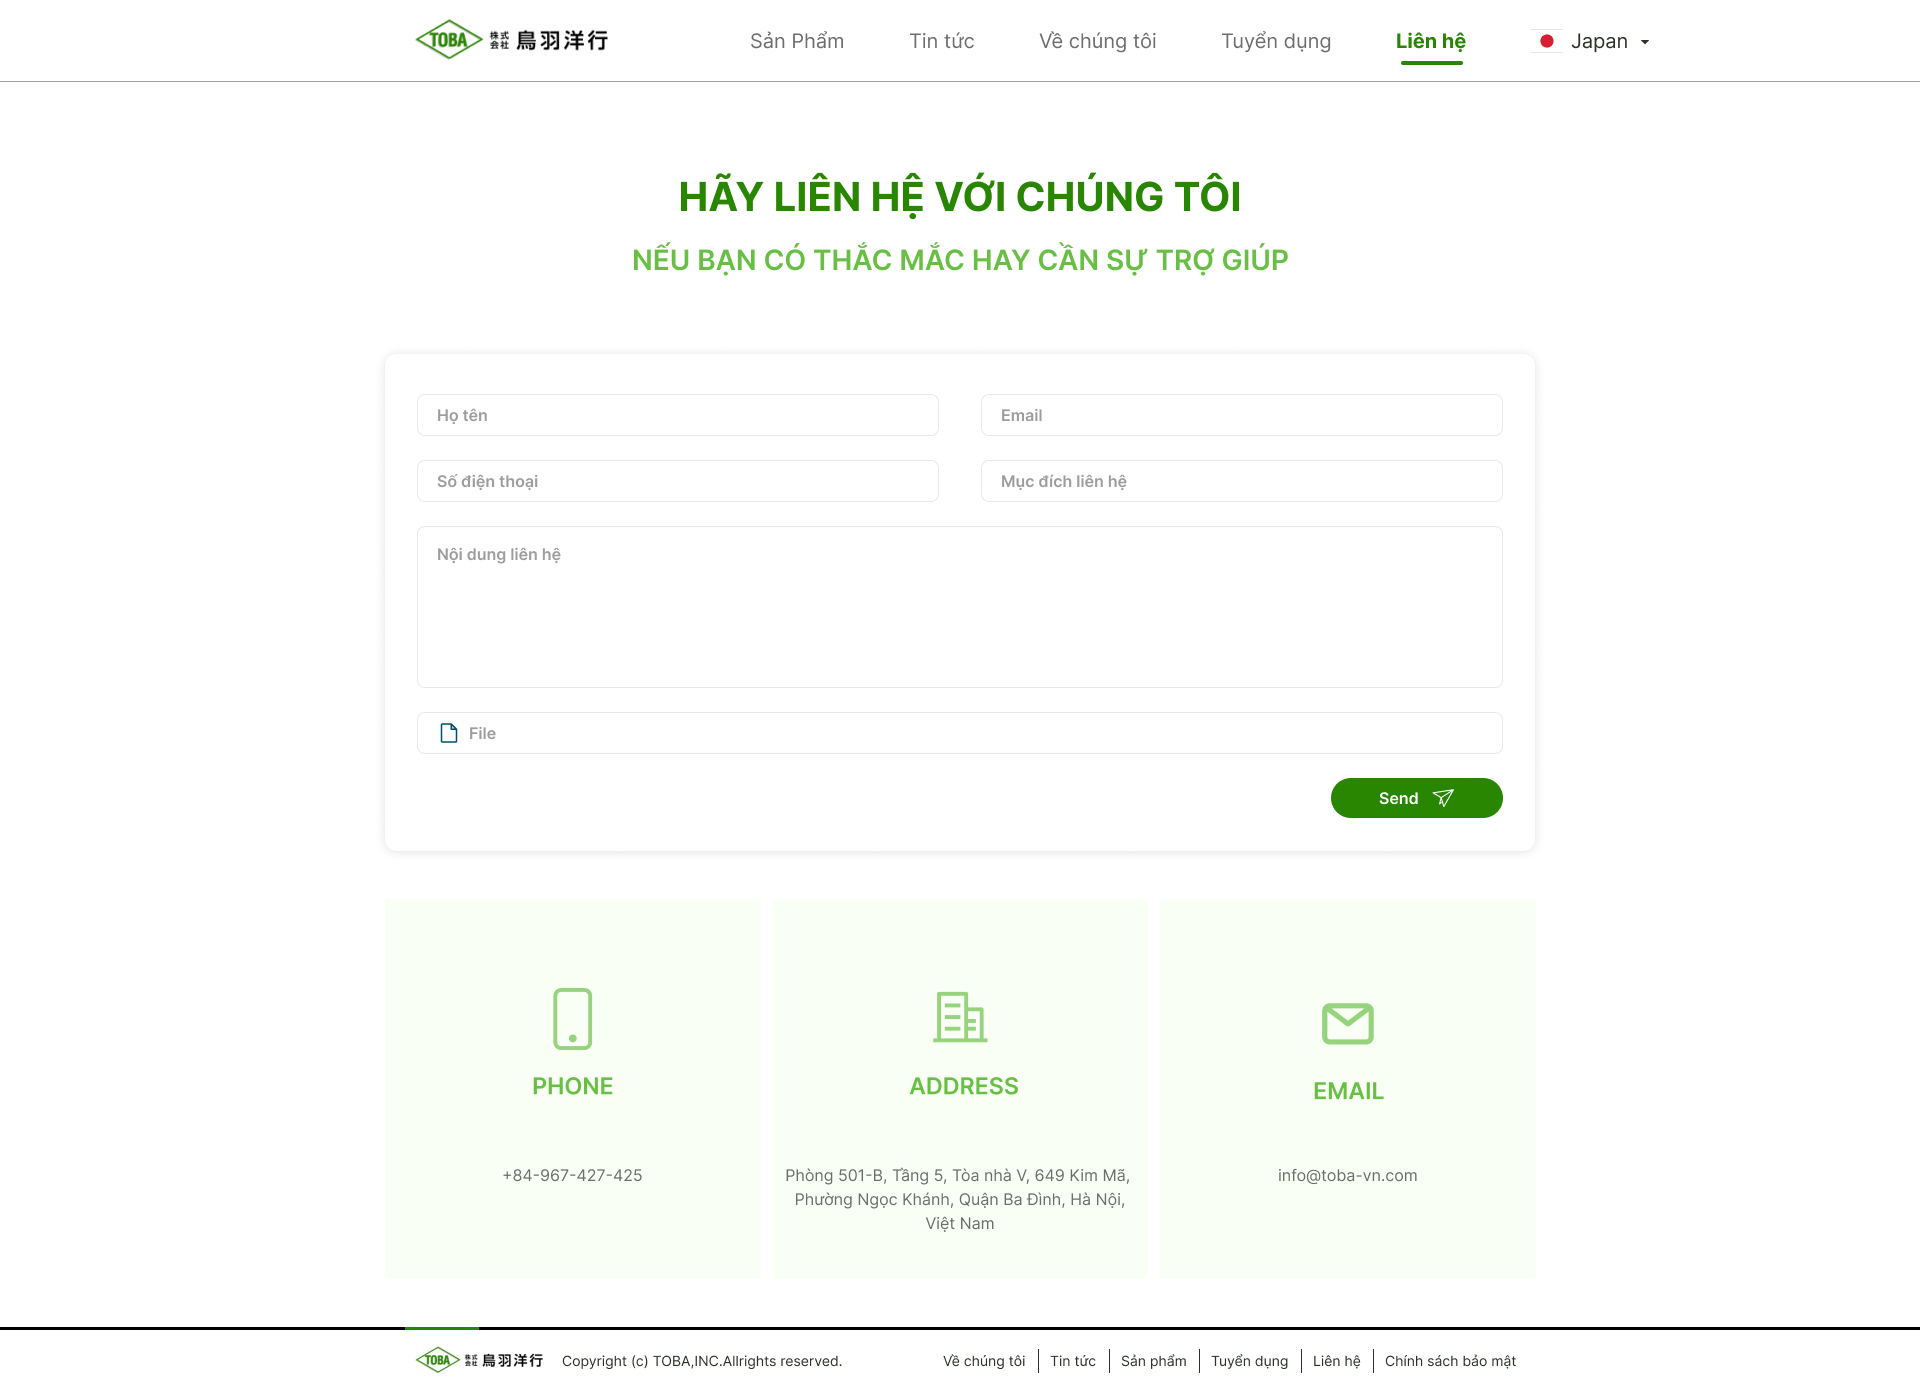 TOBA 株式会社 鳥羽洋行
Sản Phẩm
Tin tức
Về chúng tôi
Tuyển dụng
Liên hệ
Japan
HÃY LIÊN HỆ VỚI CHÚNG TÔI
NẾU BẠN CÓ THẮC MẮC HAY CẦN SỰ TRỢ GIÚP
Họ tên
Email
Số điện thoại
Mục đích liên hệ
Nội dung liên hệ
File
Send
PHONE
+84-967-427-425
ADDRESS
Phòng 501-B, Tầng 5, Tòa nhà V, 649 Kim Mã,
Phường Ngọc Khánh, Quận Ba Đình, Hà Nội,
Việt Nam
EMAIL
info@toba-vn.com
TOBA 株式会社 鳥羽洋行
Copyright (c) TOBA,INC.Allrights reserved.
Về chúng tôi
Tin tức
Sản phẩm
Tuyển dụng
Liên hệ
Chính sách bảo mật